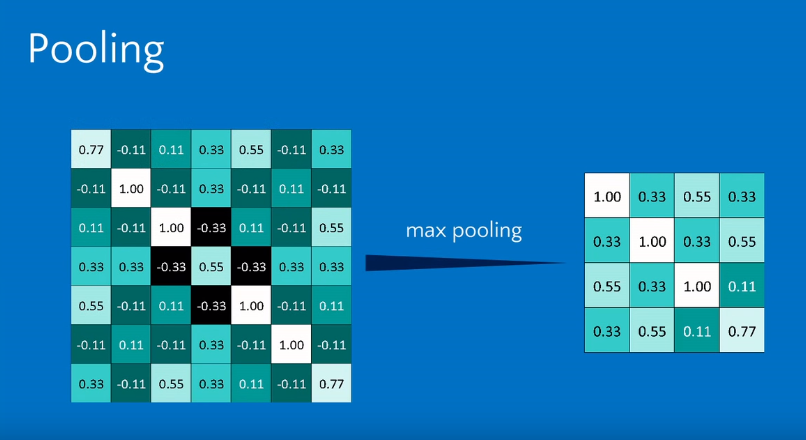 Pooling
0.77 -0.11 0.11 0.33 0.55 -0.11 0.33
-0.11 1.00 -0.11 0.33 -0.11 0.11 -0.11
0.11 -0.11 1.00 -0.33 0.11 -0.11 0.55
0.33 0.33 -0.33 0.55 -0.33 0.33 0.33
0.55 -0.11 0.11 -0.33 1.00 -0.11 0.11
-0.11 0.11 -0.11 0.33 -0.11 1.00 -0.11
0.33 -0.11 0.55 0.33 0.11 -0.11 0.77
max pooling
1.00 0.33 0.55 0.33
0.33 1.00 0.33 0.55
0.55 0.33 1.00 0.11
0.33 0.55 0.11 0.77